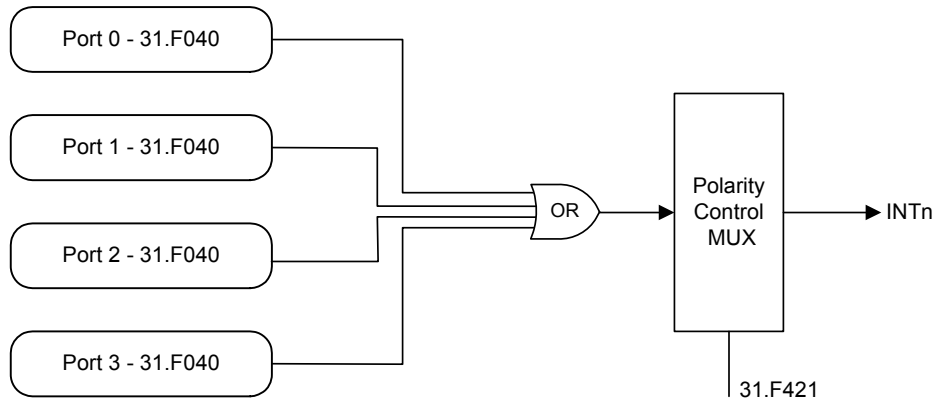 Port 0 - 31.F040
Port 1 - 31.F040
Port 2 - 31.F040
Port 3 - 31.F040
OR
Polarity
Control
MUX
INTn
31.F421